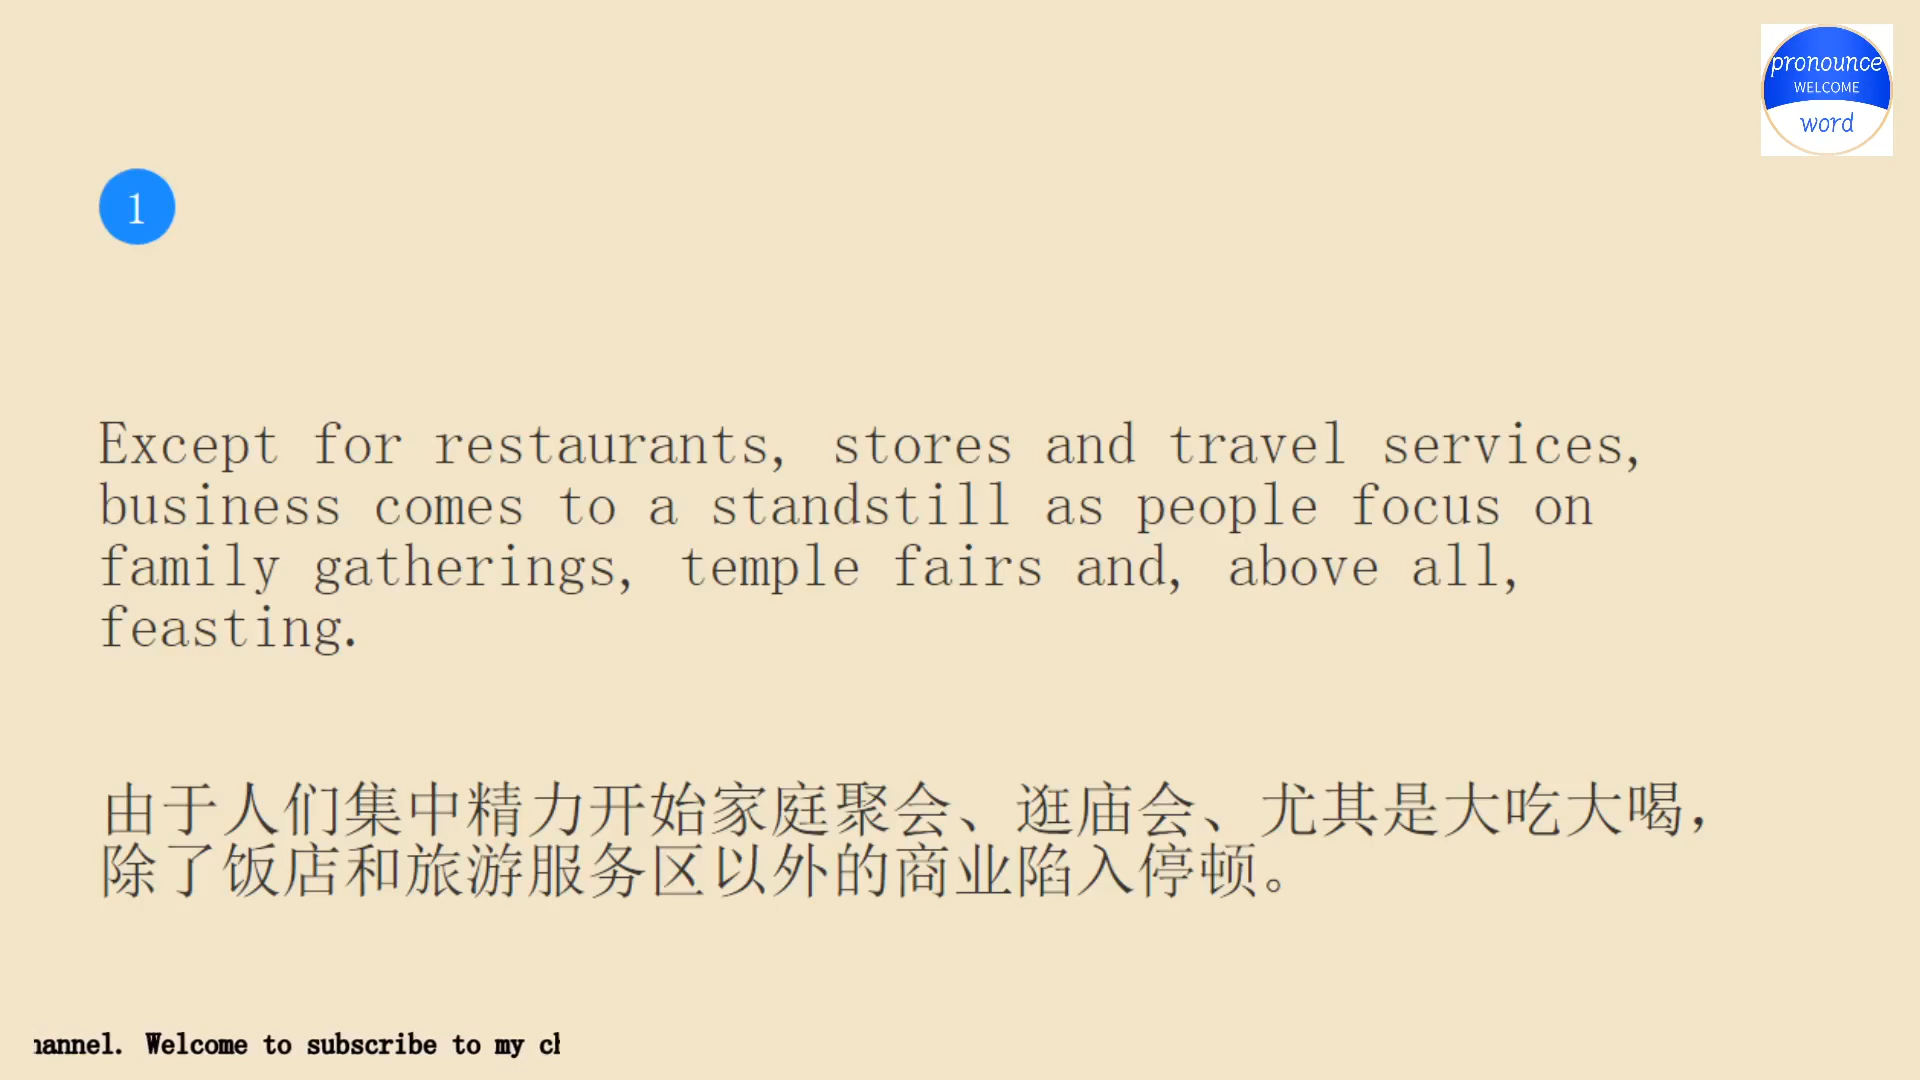 pronounce
WELCOME
word
1
Except for restaurants, stores and travel services,
business comes to a standstill as people focus on
family gatherings, temple fairs and, above all,
feasting.
由于人们集中精力开始家庭聚会、逛庙会、尤其是大吃大喝，
除了饭店和旅游服务区以外的商业陷入停顿。
hannel. Welcome to subscribe to my ch